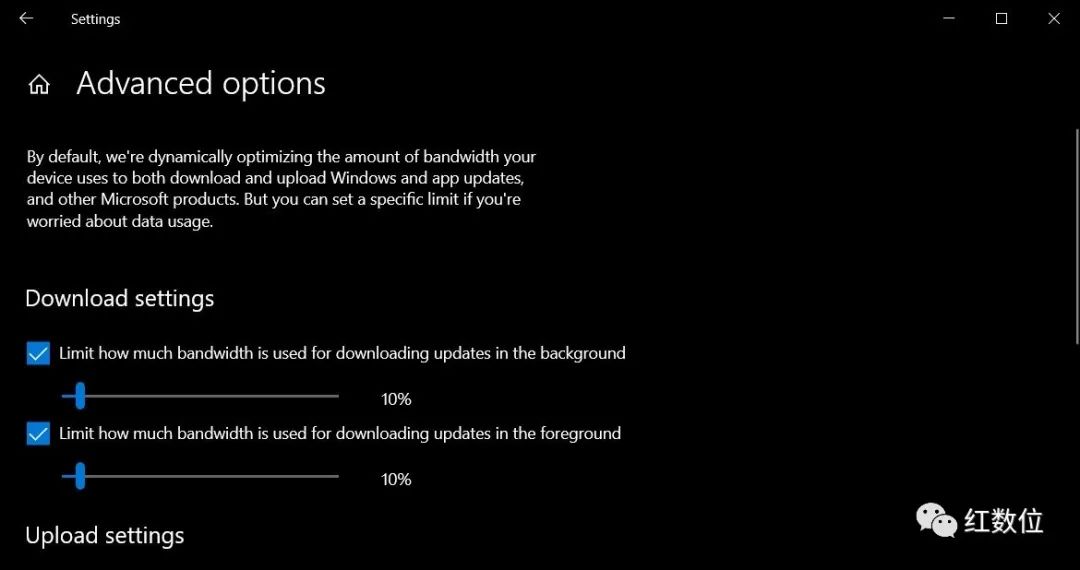 Settings
Advanced options
By default, we're dynamically optimizing the amount of bandwidth your
device uses to both download and upload Windows and app updates,
and other Microsoft products. But you can set a specific limit if you're
worried about data usage.
Download settings
Limit how much bandwidth is used for downloading updates in the background
10%
Limit how much bandwidth is used for downloading updates in the foreground
10%
Upload settings
红数位